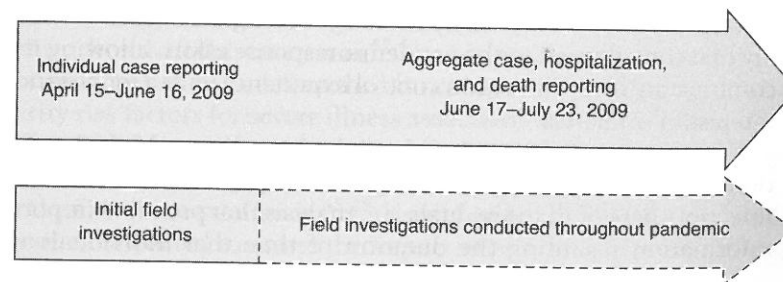 Individual case reporting
April 15–June 16, 2009
Aggregate case, hospitalization,
and death reporting
June 17–July 23, 2009
Initial field
investigations
Field investigations conducted throughout pandemic